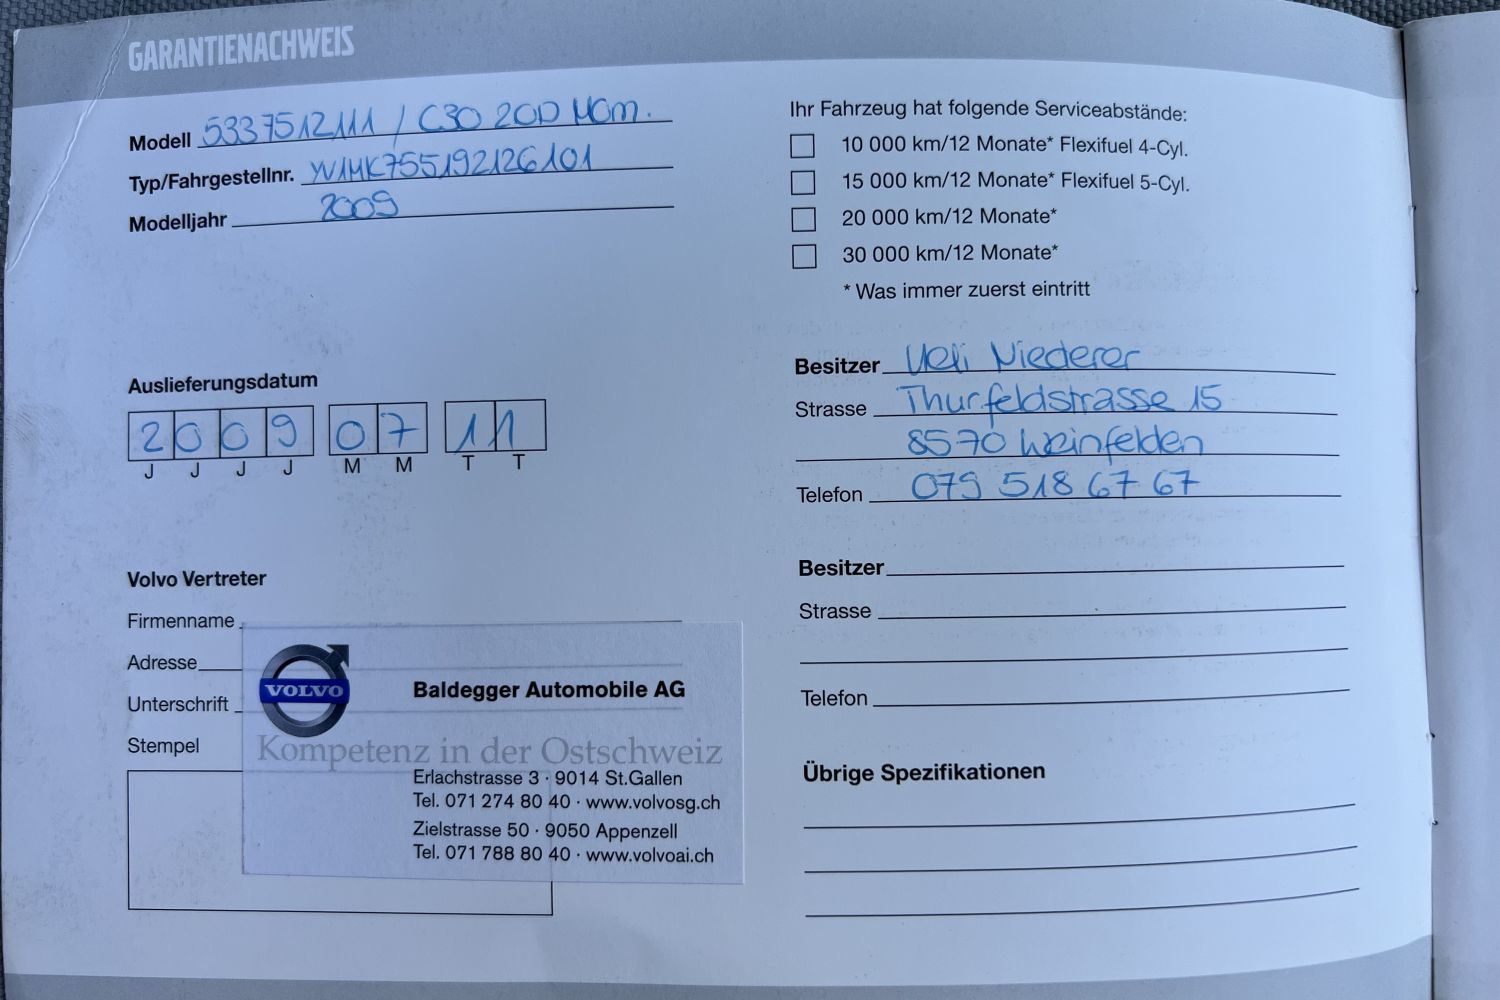 GARANTIENACHWEIS
Modell 5337512111 / C30 20D Mom.
Typ/Fahrgestellnr. YV1MK755192126101
Modelljahr 2009
Auslieferungsdatum
2 0 0 9 0 7 1 1
J J J J M M T T
Volvo Vertreter
Firmenname
Adresse
Unterschrift
Stempel
VOLVO
Baldegger Automobile AG
Kompetenz in der Ostschweiz
Erlachstrasse 3 · 9014 St.Gallen
Tel. 071 274 80 40 · www.volvosg.ch
Zielstrasse 50 · 9050 Appenzell
Tel. 071 788 80 40 · www.volvoai.ch
Ihr Fahrzeug hat folgende Serviceabstände:
10 000 km/12 Monate* Flexifuel 4-Cyl.
15 000 km/12 Monate* Flexifuel 5-Cyl.
20 000 km/12 Monate*
30 000 km/12 Monate*
* Was immer zuerst eintritt
Besitzer Ueli Niederer
Strasse Thurfeldstrasse 15
8570 Weinfelden
Telefon 079 518 67 67
Besitzer
Strasse
Telefon
Übrige Spezifikationen